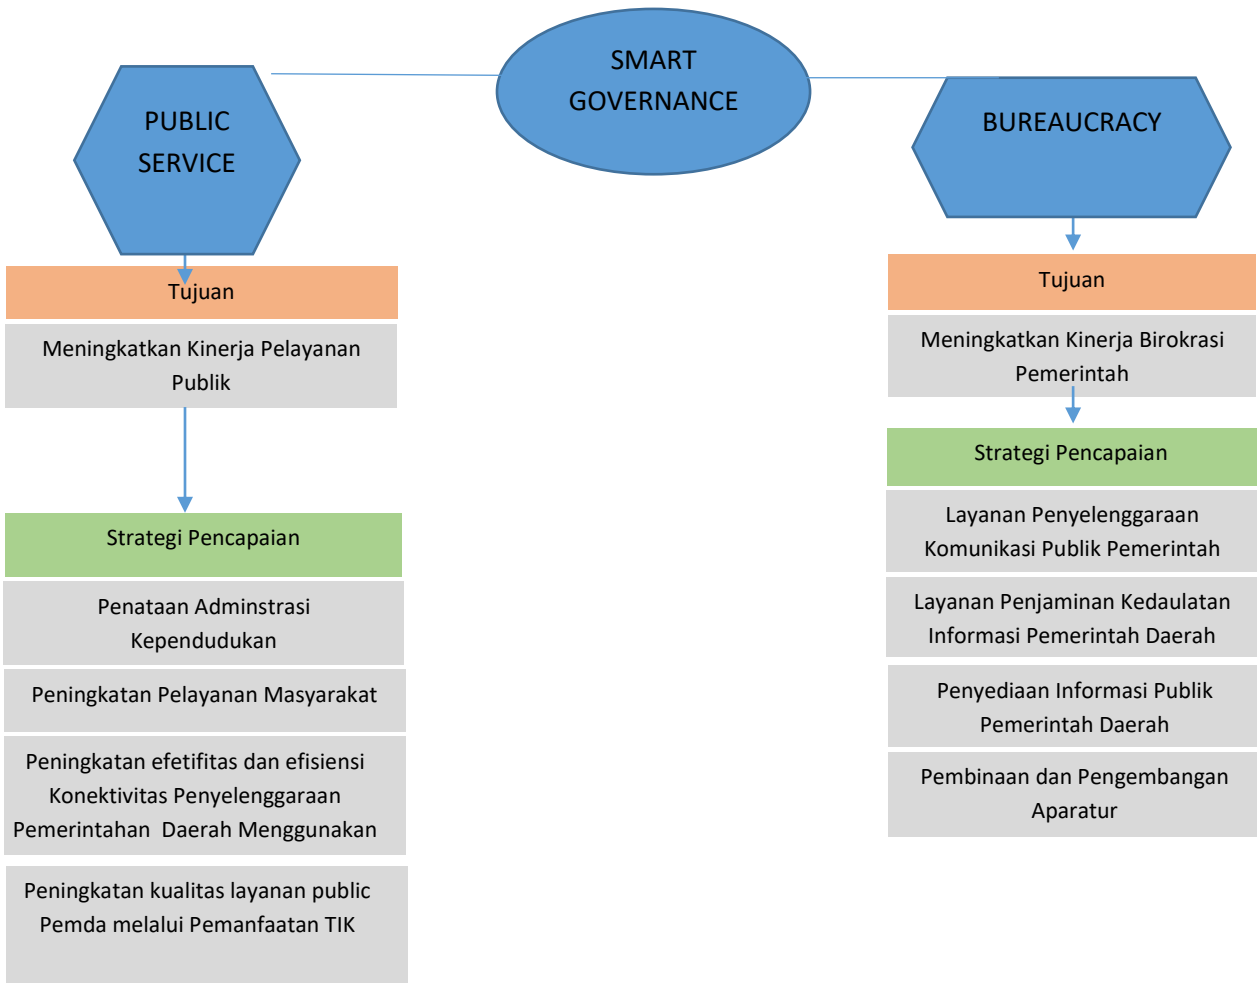 SMART
GOVERNANCE
PUBLIC
SERVICE
Tujuan
Meningkatkan Kinerja Pelayanan
Publik
Strategi Pencapaian
Penataan Adminstrasi
Kependudukan
Peningkatan Pelayanan Masyarakat
Peningkatan efetifitas dan efisiensi
Konektivitas Penyelenggaraan
Pemerintahan Daerah Menggunakan
Peningkatan kualitas layanan public
Pemda melalui Pemanfaatan TIK
BUREAUCRACY
Tujuan
Meningkatkan Kinerja Birokrasi
Pemerintah
Strategi Pencapaian
Layanan Penyelenggaraan
Komunikasi Publik Pemerintah
Layanan Penjaminan Kedaulatan
Informasi Pemerintah Daerah
Penyediaan Informasi Publik
Pemerintah Daerah
Pembinaan dan Pengembangan
Aparatur